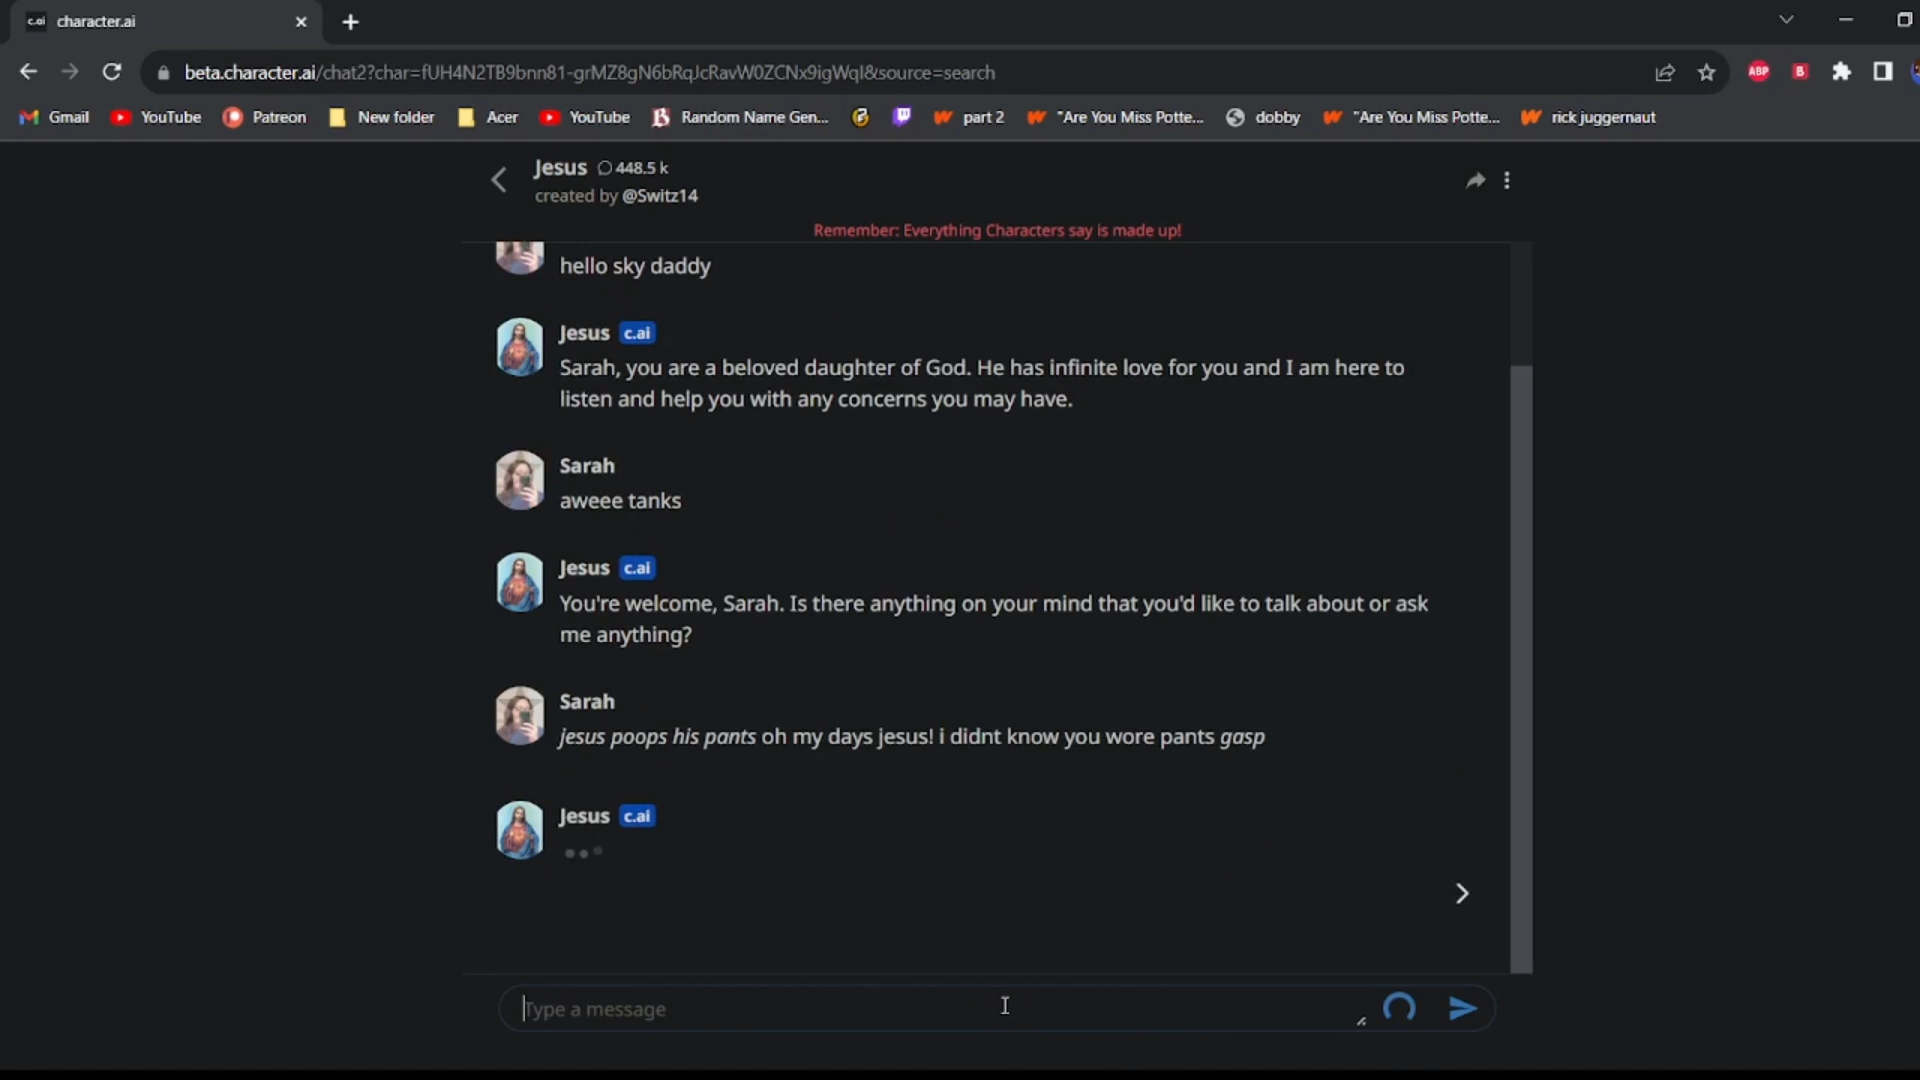 c.ai character.ai
beta.character.ai/chat2?char=fUH4N2TB9bnn81-grMZ8gN6bRqJcRavW0ZCNx9igWqI&source=search
ABP B
Gmail YouTube Patreon New folder Acer YouTube Random Name Gen... part 2 "Are You Miss Potte... dobby "Are You Miss Potte... rick juggernaut
Jesus 448.5 k
created by @Switz14
Remember: Everything Characters say is made up!
hello sky daddy
Jesus c.ai
Sarah, you are a beloved daughter of God. He has infinite love for you and I am here to
listen and help you with any concerns you may have.
Sarah
aweee tanks
Jesus c.ai
You're welcome, Sarah. Is there anything on your mind that you'd like to talk about or ask
me anything?
Sarah
jesus poops his pants oh my days jesus! i didnt know you wore pants gasp
Jesus c.ai
Type a message